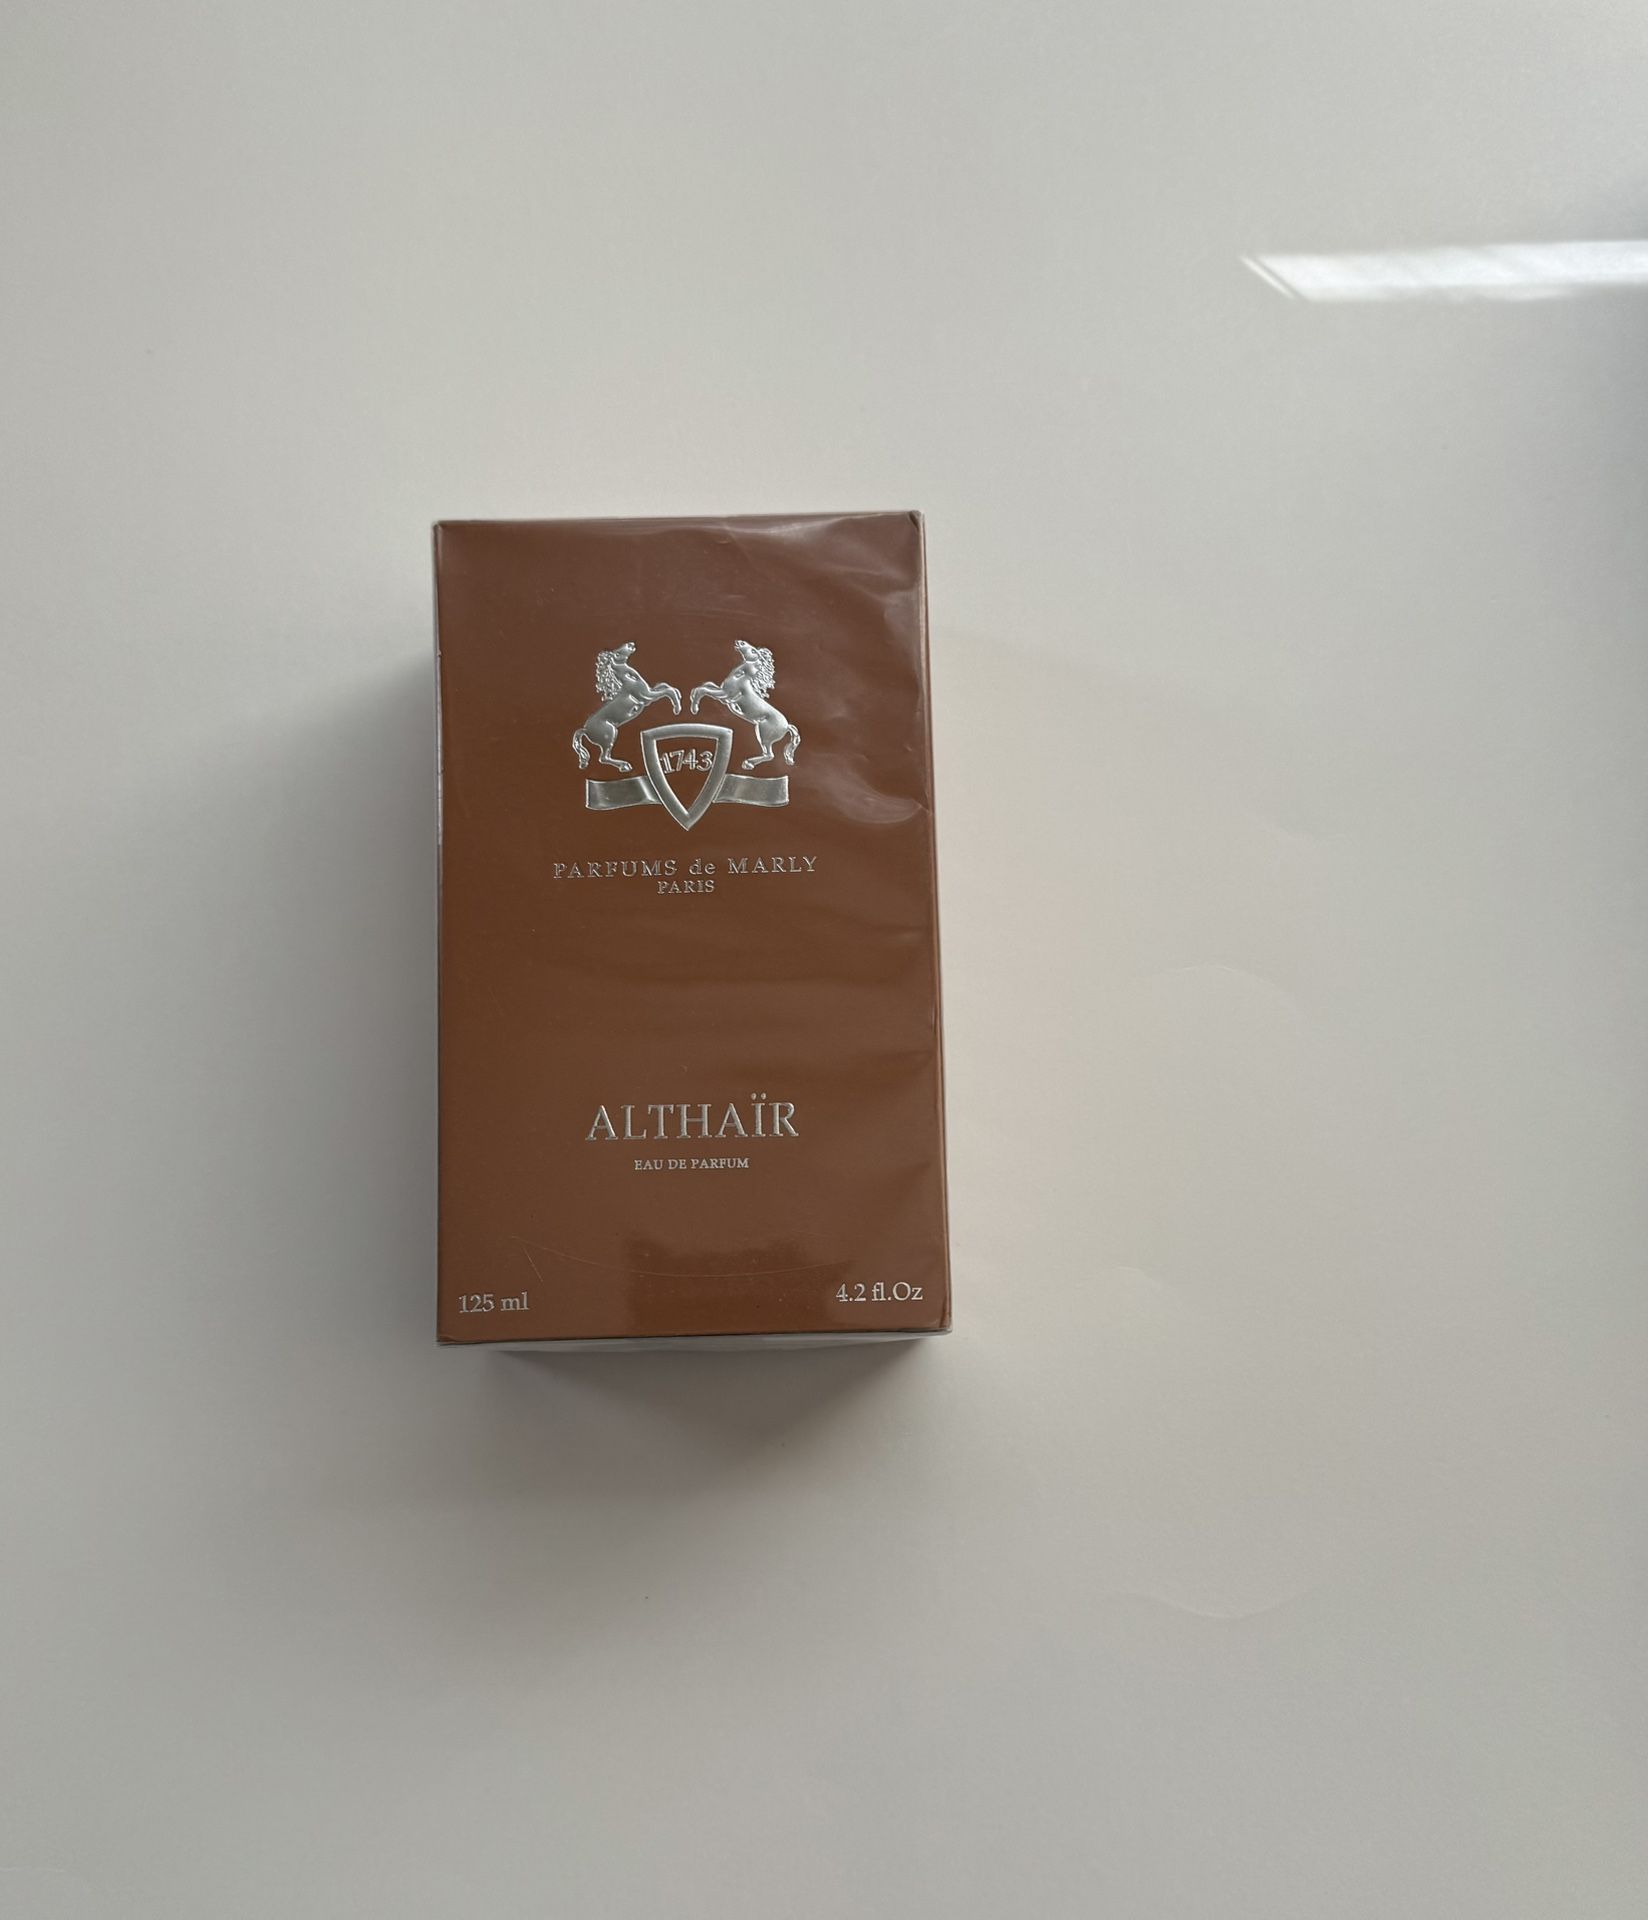 1743
PARFUMS de MARLY
PARIS
ALTHAÏR
EAU DE PARFUM
125 ml
4.2 fl.Oz